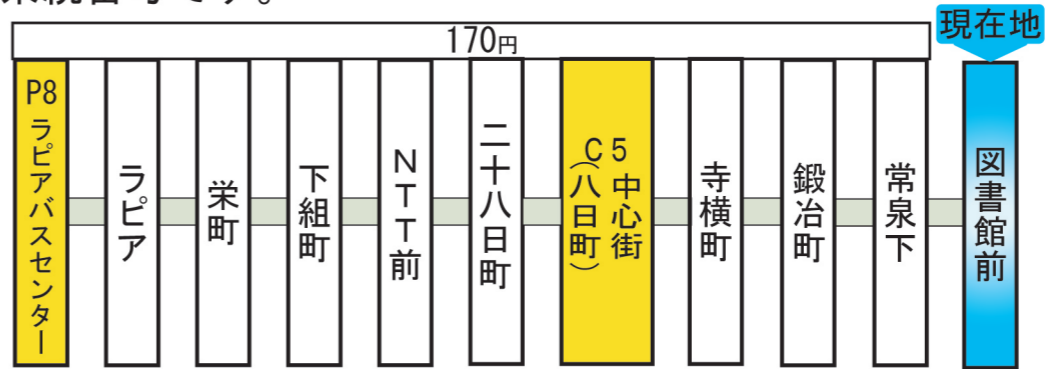 170円
現在地
P8 ラピアバスセンター
ラピア
栄町
下組町
NTT前
二十八日町
C5 中心街
(八日町)
寺横町
鍛冶町
常泉下
図書館前